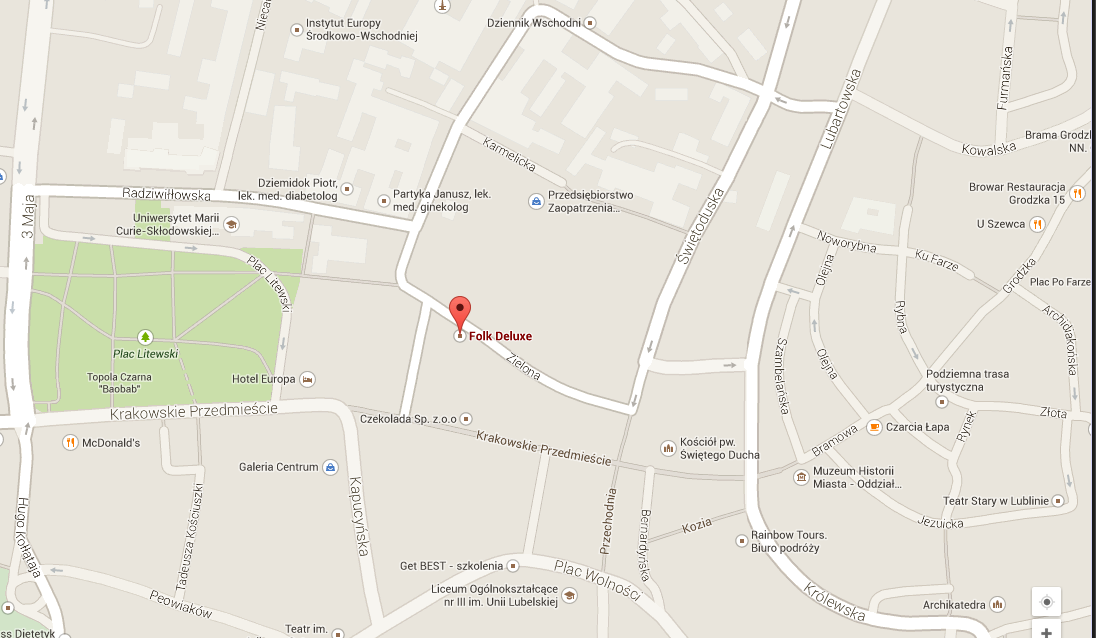 Instytut Europy
Środkowo-Wschodniej
Dziennik Wschodni
Niecał
Furmańska
Lubartowska
Brama Grodzk
NN.
Kowalska
Karmelicka
Dziemidok Piotr,
lek. med. diabetolog
Partyka Janusz, lek.
med. ginekolog
Przedsiębiorstwo
Zaopatrzenia...
Browar Restauracja
Grodzka 15
U Szewca
Radziwiłłowska
3 Maja
Uniwersytet Marii
Curie-Skłodowskiej...
Świętoduska
Noworybna
Ku Farze
Olejna
Grodzka
Plac Po Farze
Plac Litewski
Rybna
Archidiakońska
Folk Deluxe
Zielona
Plac Litewski
Szambelańska
Olejna
Topola Czarna
"Baobab"
Hotel Europa
Podziemna trasa
turystyczna
Krakowskie Przedmieście
Czekolada Sp. z.o.o
Złota
Rynek
Czarcia Łapa
Bramowa
McDonald's
Krakowskie Przedmieście
Kościół pw.
Świętego Ducha
Galeria Centrum
Muzeum Historii
Miasta - Oddział...
Kapucyńska
Tadeusza Kościuszki
Hugo Kołłątaja
Przechodnia
Bernardyńska
Kozia
Teatr Stary w Lublinie
Jezuicka
Rainbow Tours.
Biuro podróży
Get BEST - szkolenia
Plac Wolności
Liceum Ogólnokształcące
nr III im. Unii Lubelskiej
Peowiaków
Królewska
Archikatedra
Teatr im.
ss Dietetyk
+